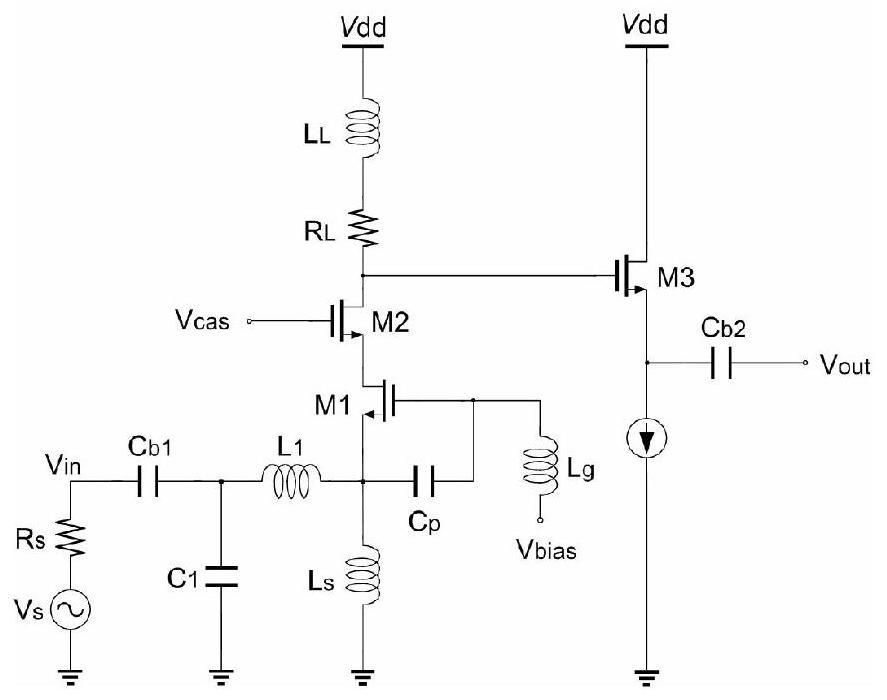 Vdd
Vdd
LL
RL
M3
Vcas
M2
Cb2
Vout
M1
Cb1
L1
Vin
Lg
Cp
Rs
Vbias
C1
Ls
Vs